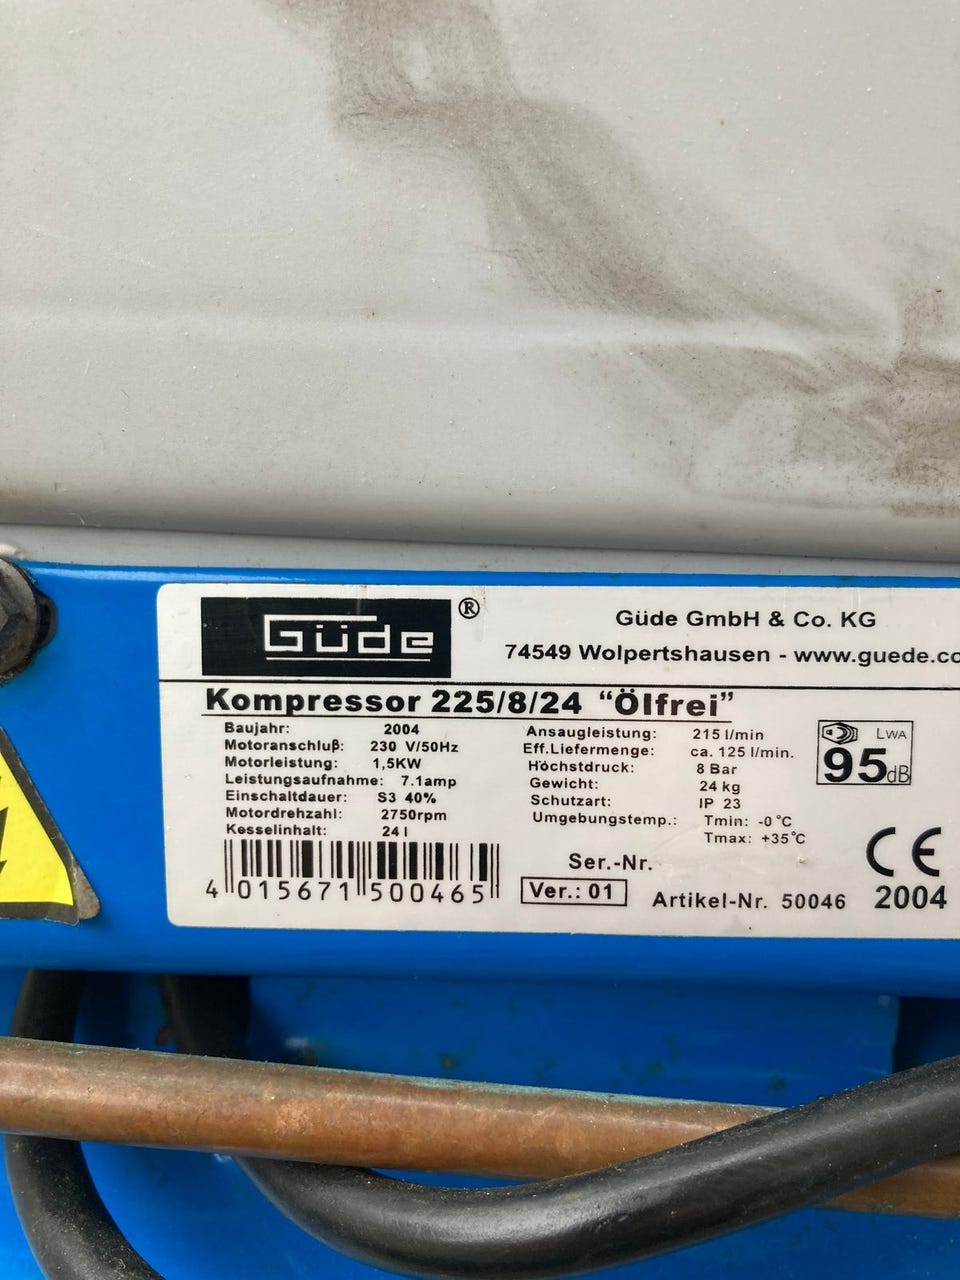 Güde ®
Güde GmbH & Co. KG
74549 Wolpertshausen - www.guede.co
Kompressor 225/8/24 "Ölfrei"
Baujahr: 2004
Motoranschluß: 230 V/50Hz
Motorleistung: 1,5KW
Leistungsaufnahme: 7.1amp
Einschaltdauer: S3 40%
Motordrehzahl: 2750rpm
Kesselinhalt: 24 l
Ansaugleistung: 215 l/min
Eff.Liefermenge: ca. 125 l/min.
Höchstdruck: 8 Bar
Gewicht: 24 kg
Schutzart: IP 23
Umgebungstemp.: Tmin: -0°C
Tmax: +35°C
LWA
95dB
4 015671 500465
Ser.-Nr.
Ver.: 01
Artikel-Nr. 50046
CE
2004